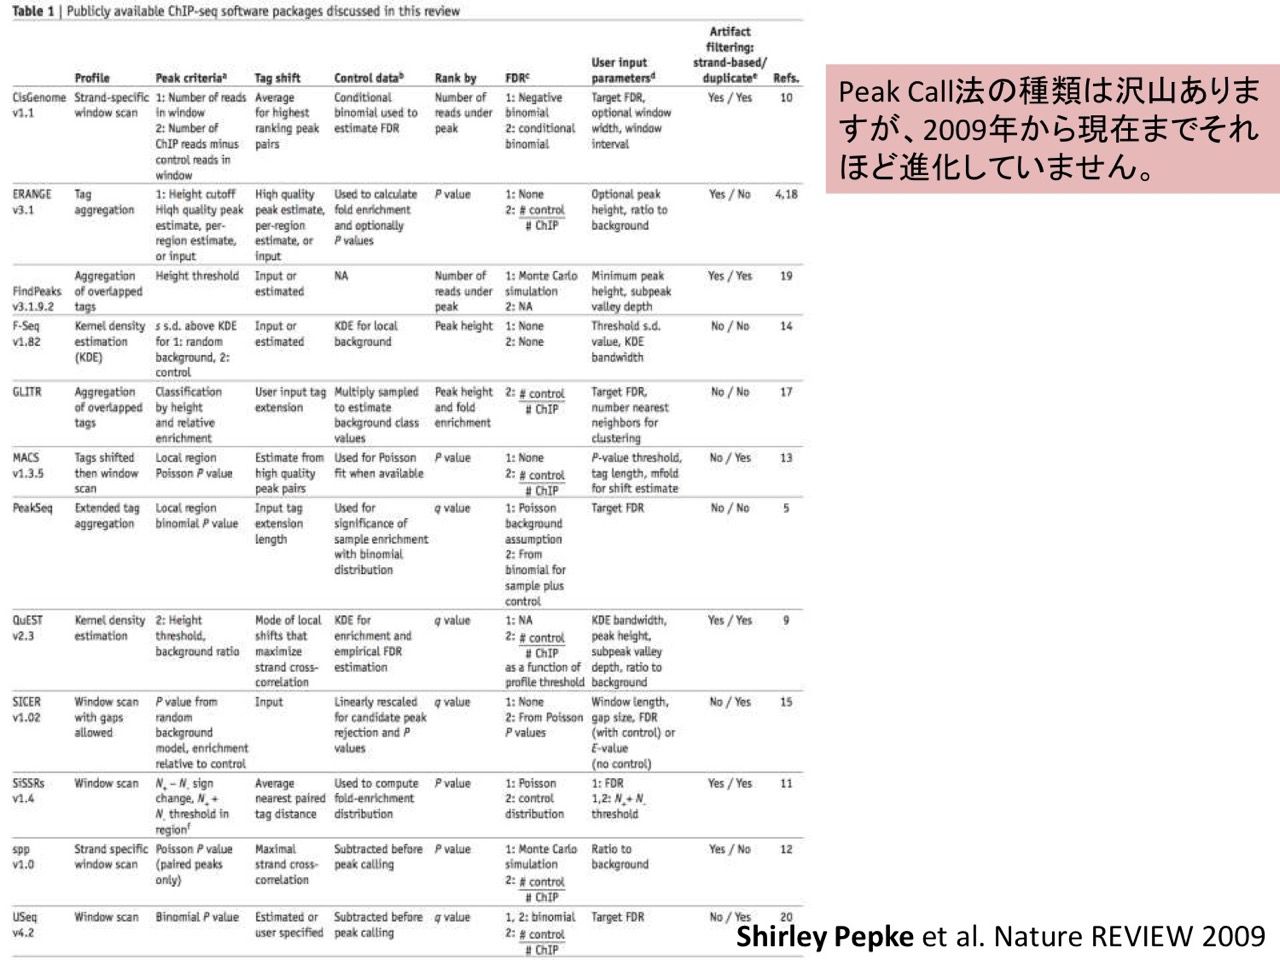 Table 1 | Publicly available ChIP-seq software packages discussed in this review
Profile Peak criteriaᵃ Tag shift Control dataᵇ Rank by FDRᶜ User input parametersᵈ Artifact filtering: strand-based/ duplicateᵉ Refs.
CisGenome v1.1 Strand-specific window scan 1: Number of reads in window 2: Number of ChIP reads minus control reads in window Average for highest ranking peak pairs Conditional binomial used to estimate FDR Number of reads under peak 1: Negative binomial 2: conditional binomial Target FDR, optional window width, window interval Yes / Yes 10
ERANGE v3.1 Tag aggregation 1: Height cutoff High quality peak estimate, per-region estimate, or input High quality peak estimate, per-region estimate, or input Used to calculate fold enrichment and optionally P values P value 1: None 2: # control / # ChIP Optional peak height, ratio to background Yes / No 4,18
FindPeaks v3.1.9.2 Aggregation of overlapped tags Height threshold Input or estimated NA Number of reads under peak 1: Monte Carlo simulation 2: NA Minimum peak height, subpeak valley depth Yes / Yes 19
F-Seq v1.82 Kernel density estimation (KDE) s s.d. above KDE for 1: random background, 2: control Input or estimated KDE for local background Peak height 1: None 2: None Threshold s.d. value, KDE bandwidth No / No 14
GLITR Aggregation of overlapped tags Classification by height and relative enrichment User input tag extension Multiply sampled to estimate background class values Peak height and fold enrichment 2: # control / # ChIP Target FDR, number nearest neighbors for clustering No / No 17
MACS v1.3.5 Tags shifted then window scan Local region Poisson P value Estimate from high quality peak pairs Used for Poisson fit when available P value 1: None 2: # control / # ChIP P-value threshold, tag length, mfold for shift estimate No / Yes 13
PeakSeq Extended tag aggregation Local region binomial P value Input tag extension length Used for significance of sample enrichment with binomial distribution q value 1: Poisson background assumption 2: From binomial for sample plus control Target FDR No / No 5
QuEST v2.3 Kernel density estimation 2: Height threshold, background ratio Mode of local shifts that maximize strand cross-correlation KDE for enrichment and empirical FDR estimation q value 1: NA 2: # control / # ChIP as a function of profile threshold KDE bandwidth, peak height, subpeak valley depth, ratio to background Yes / Yes 9
SICER v1.02 Window scan with gaps allowed P value from random background model, enrichment relative to control Input Linearly rescaled for candidate peak rejection and P values q value 1: None 2: From Poisson P values Window length, gap size, FDR (with control) or E-value (no control) No / Yes 15
SiSSRs v1.4 Window scan N₊ – N₋ sign change, N₊ + N₋ threshold in regionᶠ Average nearest paired tag distance Used to compute fold-enrichment distribution P value 1: Poisson 2: control distribution 1: FDR 1,2: N₊+ N₋ threshold Yes / Yes 11
spp v1.0 Strand specific window scan Poisson P value (paired peaks only) Maximal strand cross-correlation Subtracted before peak calling P value 1: Monte Carlo simulation 2: # control / # ChIP Ratio to background Yes / No 12
USeq v4.2 Window scan Binomial P value Estimated or user specified Subtracted before peak calling q value 1, 2: binomial 2: # control / # ChIP Target FDR No / Yes 20
Peak Call法の種類は沢山ありま
すが、2009年から現在までそれ
ほど進化していません。
Shirley Pepke et al. Nature REVIEW 2009